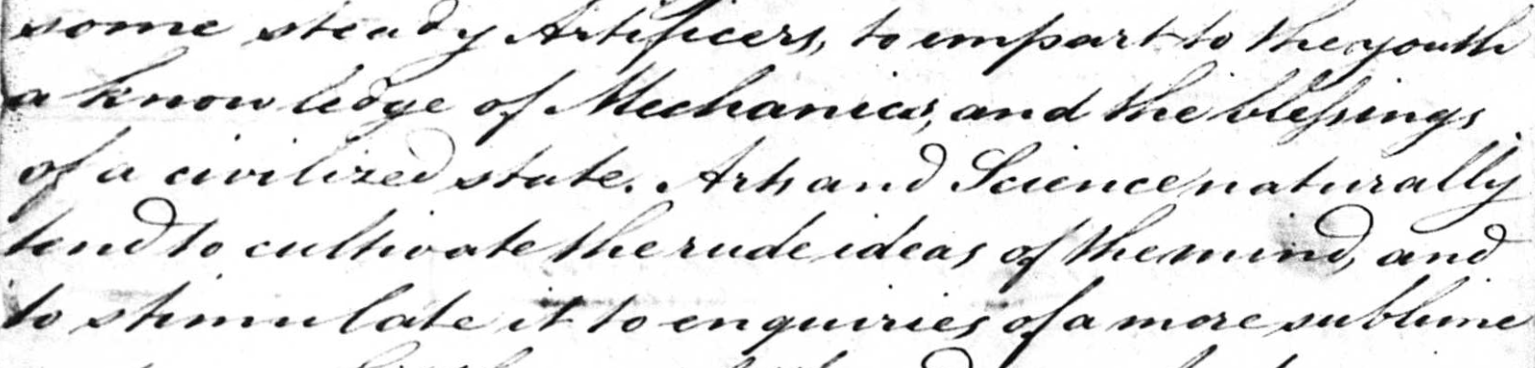 some steady Artificers, to impart to the youth
a knowledge of Mechanics, and the blessings
of a civilized state. Arts and Science naturally
tend to cultivate the rude ideas of the mind, and
to stimulate it to enquiries of a more sublime